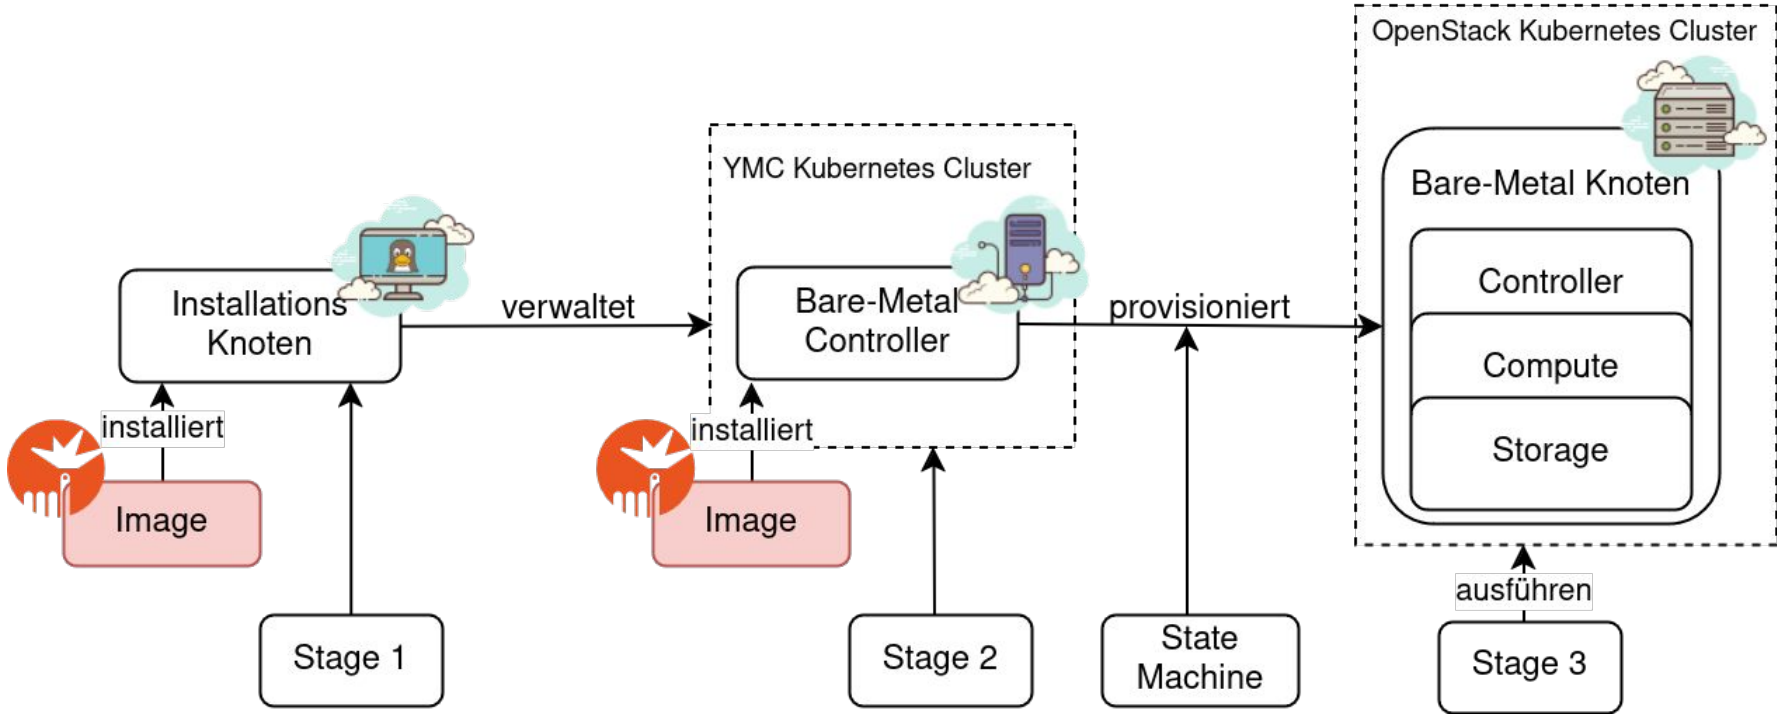 OpenStack Kubernetes Cluster
YMC Kubernetes Cluster
Bare-Metal Knoten
Installations
Knoten
verwaltet
Bare-Metal
Controller
provisioniert
Controller
Compute
Storage
installiert
Image
installiert
Image
ausführen
Stage 1
Stage 2
State
Machine
Stage 3